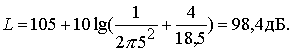 L = 105 + 10 lg(1/(2π5²) + 4/18,5) = 98,4 дБ.